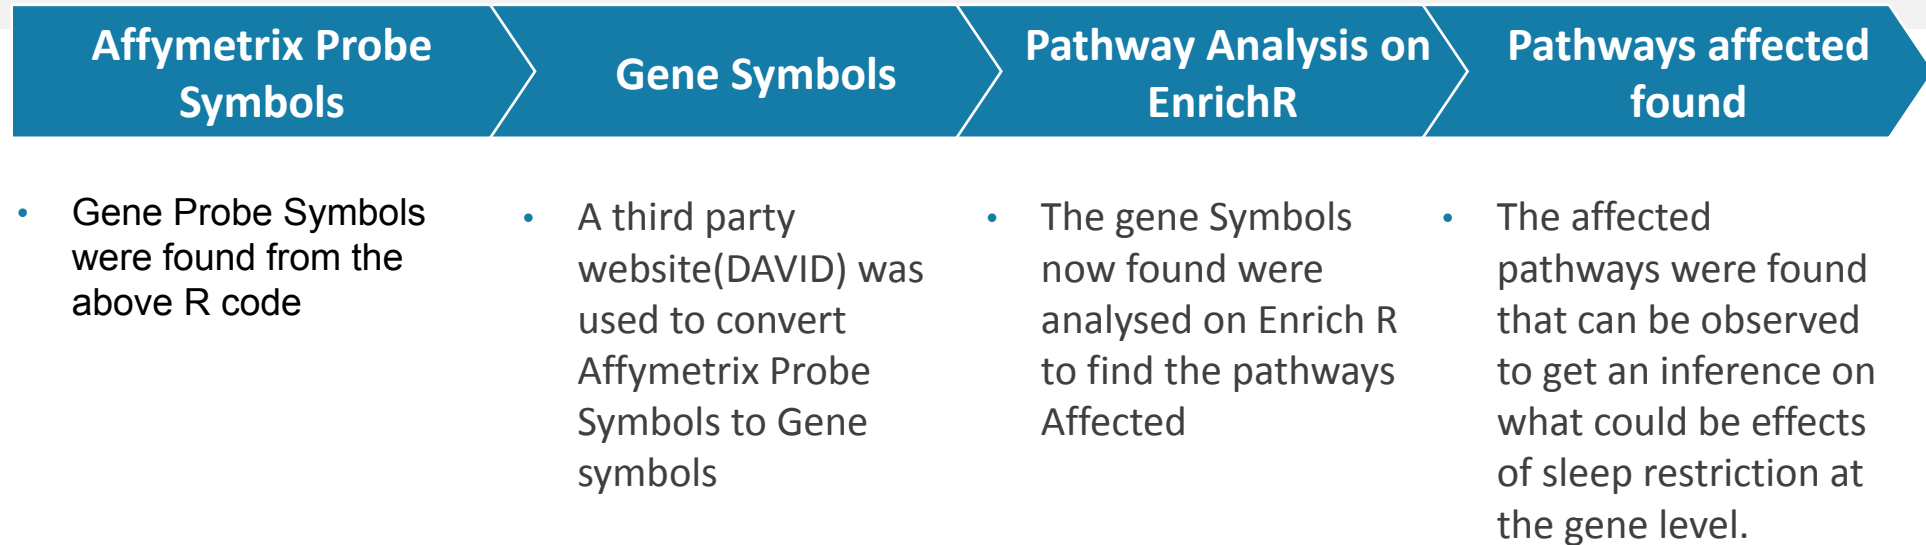 Affymetrix Probe
Symbols
Gene Symbols
Pathway Analysis on
EnrichR
Pathways affected
found
• Gene Probe Symbols
were found from the
above R code
• A third party
website(DAVID) was
used to convert
Affymetrix Probe
Symbols to Gene
symbols
• The gene Symbols
now found were
analysed on Enrich R
to find the pathways
Affected
• The affected
pathways were found
that can be observed
to get an inference on
what could be effects
of sleep restriction at
the gene level.